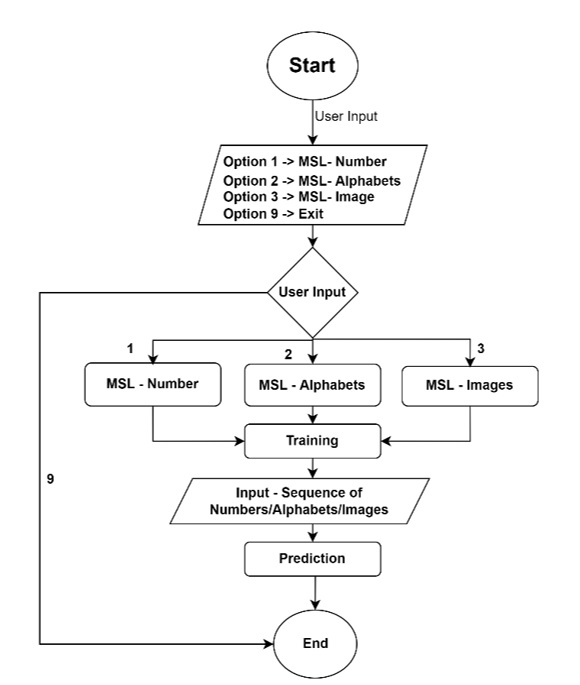 Start
User Input
Option 1 -> MSL- Number
Option 2 -> MSL- Alphabets
Option 3 -> MSL- Image
Option 9 -> Exit
User Input
1
2
3
MSL - Number
MSL - Alphabets
MSL - Images
Training
9
Input - Sequence of
Numbers/Alphabets/Images
Prediction
End